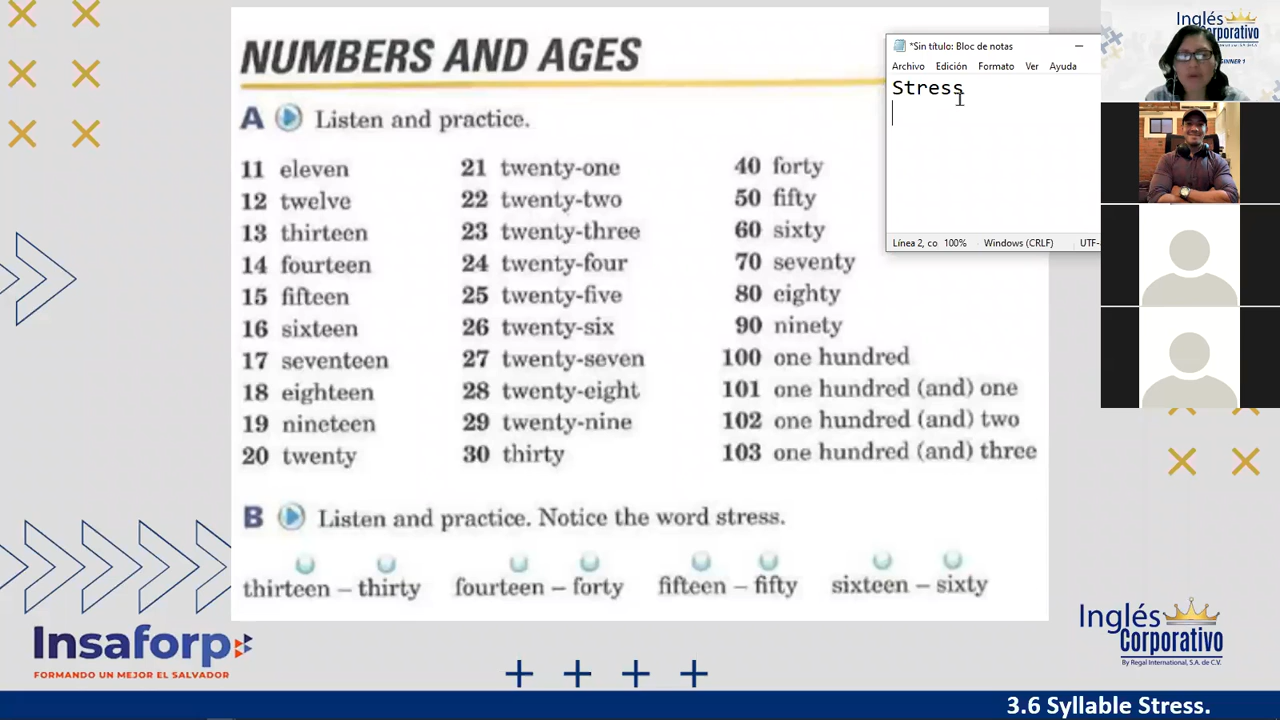 NUMBERS AND AGES
A Listen and practice.
11 eleven
12 twelve
13 thirteen
14 fourteen
15 fifteen
16 sixteen
17 seventeen
18 eighteen
19 nineteen
20 twenty
21 twenty-one
22 twenty-two
23 twenty-three
24 twenty-four
25 twenty-five
26 twenty-six
27 twenty-seven
28 twenty-eight
29 twenty-nine
30 thirty
40 forty
50 fifty
60 sixty
70 seventy
80 eighty
90 ninety
100 one hundred
101 one hundred (and) one
102 one hundred (and) two
103 one hundred (and) three
B Listen and practice. Notice the word stress.
thirteen – thirty fourteen – forty fifteen – fifty sixteen – sixty
*Sin título: Bloc de notas
Archivo Edición Formato Ver Ayuda
Stress
Línea 2, co 100% Windows (CRLF) UTF-
Inglés
Corporativo
Insaforp
FORMANDO UN MEJOR EL SALVADOR
Inglés
Corporativo
By Regal International, S.A. de C.V.
3.6 Syllable Stress.